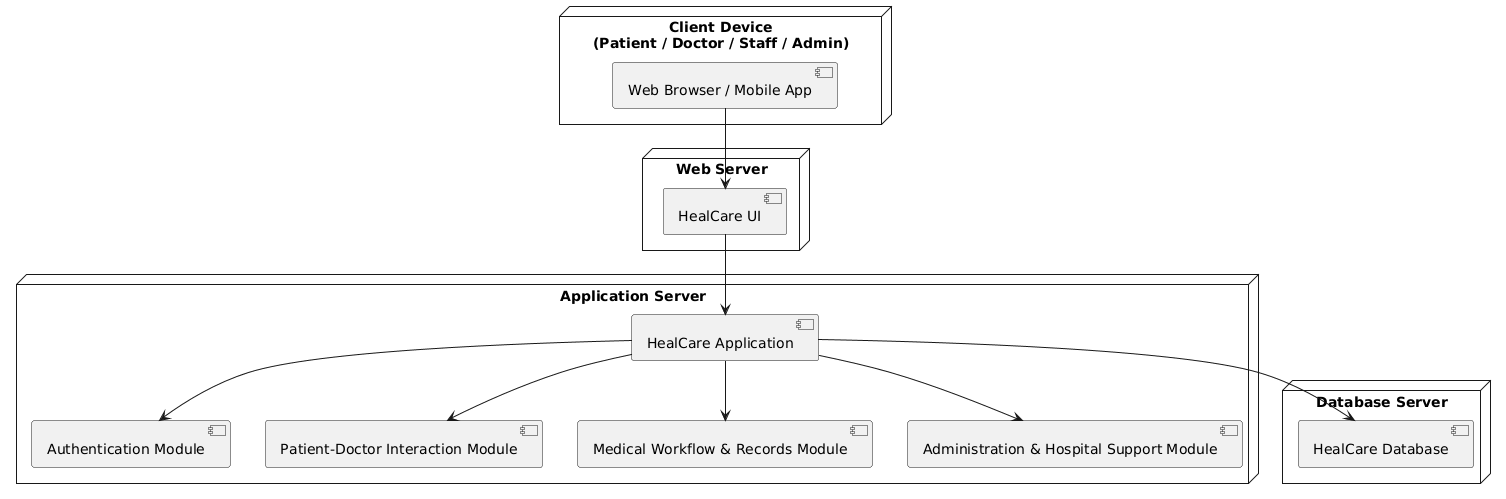 Client Device
(Patient / Doctor / Staff / Admin)
Web Browser / Mobile App
Web Server
HealCare UI
Application Server
HealCare Application
Database Server
Authentication Module
Patient-Doctor Interaction Module
Medical Workflow & Records Module
Administration & Hospital Support Module
HealCare Database